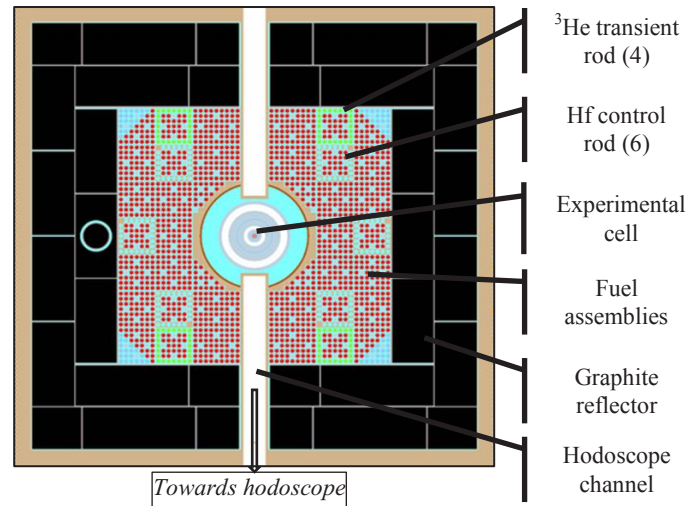 ³He transient
rod (4)
Hf control
rod (6)
Experimental
cell
Fuel
assemblies
Graphite
reflector
Hodoscope
channel
Towards hodoscope